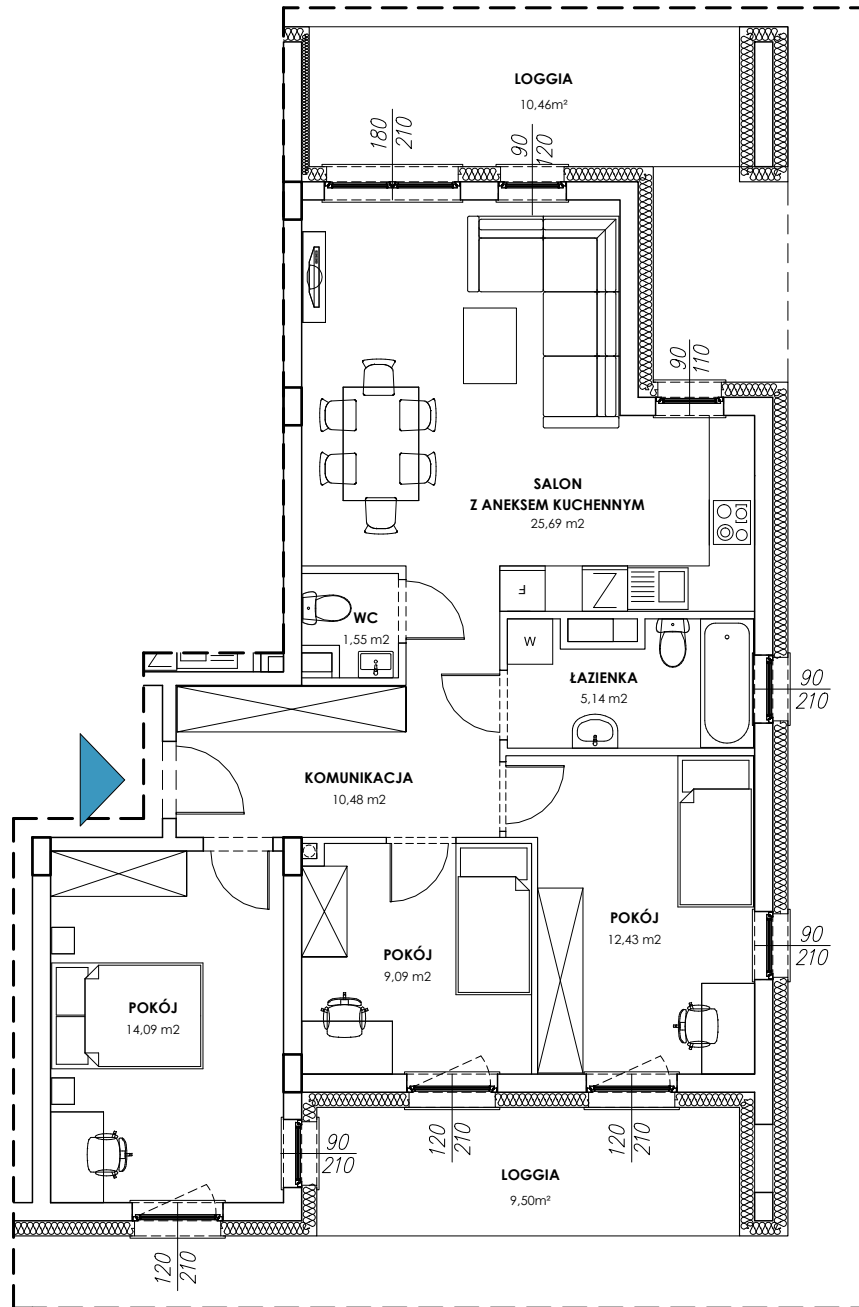 LOGGIA
10,46m²
180
210
90
120
90
110
SALON
Z ANEKSEM KUCHENNYM
25,69 m2
F
Z
WC
1,55 m2
W
ŁAZIENKA
5,14 m2
90
210
KOMUNIKACJA
10,48 m2
POKÓJ
12,43 m2
90
210
POKÓJ
9,09 m2
POKÓJ
14,09 m2
120
210
120
210
90
210
LOGGIA
9,50m²
120
210